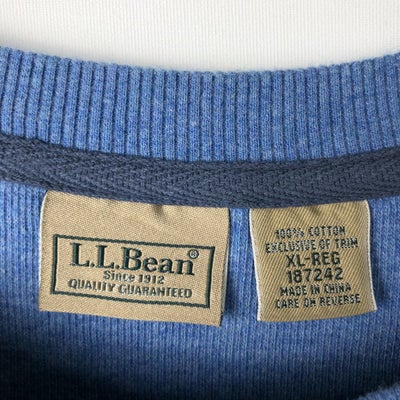 L.L.Bean
Since 1912
QUALITY GUARANTEED
100% COTTON
EXCLUSIVE OF TRIM
XL-REG
187242
MADE IN CHINA
CARE ON REVERSE